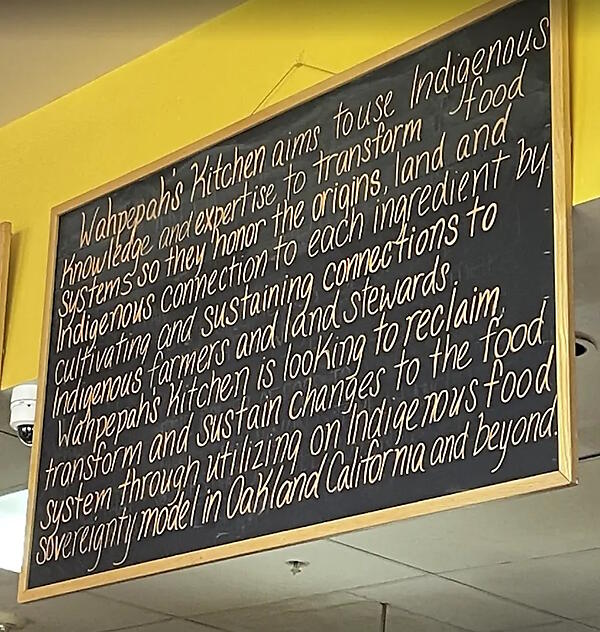 Wahpepah's Kitchen aims to use Indigenous
Knowledge and expertise to transform food
systems so they honor the origins, land and
Indigenous connection to each ingredient by
cultivating and sustaining connections to
Indigenous farmers and land stewards.
Wahpepah's Kitchen is looking to reclaim,
transform and sustain changes to the food
system through utilizing on Indigenous food
sovereignty model in Oakland California and beyond.